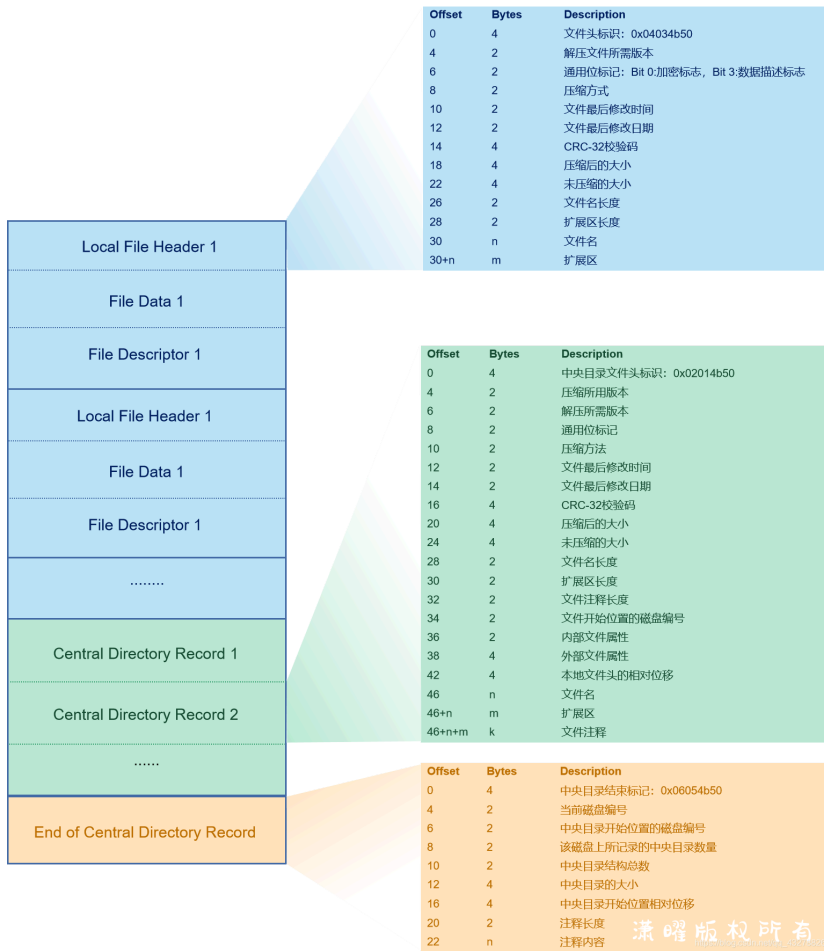 Offset Bytes Description
0 4 文件头标识：0x04034b50
4 2 解压文件所需版本
6 2 通用位标记：Bit 0:加密标志，Bit 3:数据描述标志
8 2 压缩方式
10 2 文件最后修改时间
12 2 文件最后修改日期
14 4 CRC-32校验码
18 4 压缩后的大小
22 4 未压缩的大小
26 2 文件名长度
28 2 扩展区长度
30 n 文件名
30+n m 扩展区
Local File Header 1
File Data 1
File Descriptor 1
Local File Header 1
File Data 1
File Descriptor 1
........
Central Directory Record 1
Central Directory Record 2
......
End of Central Directory Record
Offset Bytes Description
0 4 中央目录文件头标识：0x02014b50
4 2 压缩所用版本
6 2 解压所需版本
8 2 通用位标记
10 2 压缩方法
12 2 文件最后修改时间
14 2 文件最后修改日期
16 4 CRC-32校验码
20 4 压缩后的大小
24 4 未压缩的大小
28 2 文件名长度
30 2 扩展区长度
32 2 文件注释长度
34 2 文件开始位置的磁盘编号
36 2 内部文件属性
38 4 外部文件属性
42 4 本地文件头的相对位移
46 n 文件名
46+n m 扩展区
46+n+m k 文件注释
Offset Bytes Description
0 4 中央目录结束标记：0x06054b50
4 2 当前磁盘编号
6 2 中央目录开始位置的磁盘编号
8 2 该磁盘上所记录的中央目录数量
10 2 中央目录结构总数
12 4 中央目录的大小
16 4 中央目录开始位置相对位移
20 2 注释长度
22 n 注释内容
潇曜版权所有